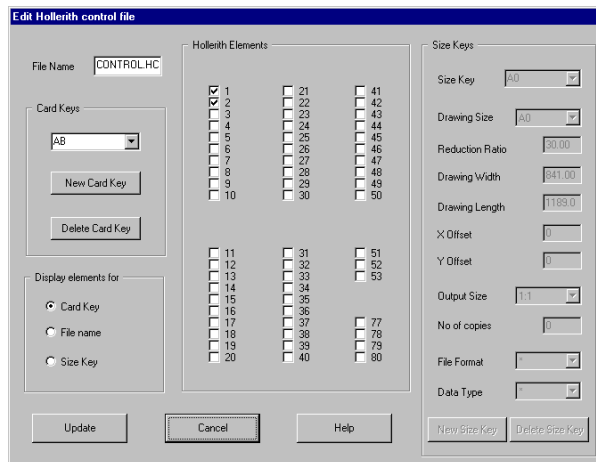 Edit Hollerith control file
File Name CONTROL.HC
Card Keys
AB
New Card Key
Delete Card Key
Display elements for
Card Key
File name
Size Key
Hollerith Elements
1 21 41
2 22 42
3 23 43
4 24 44
5 25 45
6 26 46
7 27 47
8 28 48
9 29 49
10 30 50
11 31 51
12 32 52
13 33 53
14 34
15 35
16 36
17 37 77
18 38 78
19 39 79
20 40 80
Size Keys
Size Key A0
Drawing Size A0
Reduction Ratio 30.00
Drawing Width 841.00
Drawing Length 1189.0
X Offset 0
Y Offset 0
Output Size 1:1
No of copies 0
File Format *
Data Type *
New Size Key Delete Size Key
Update Cancel Help